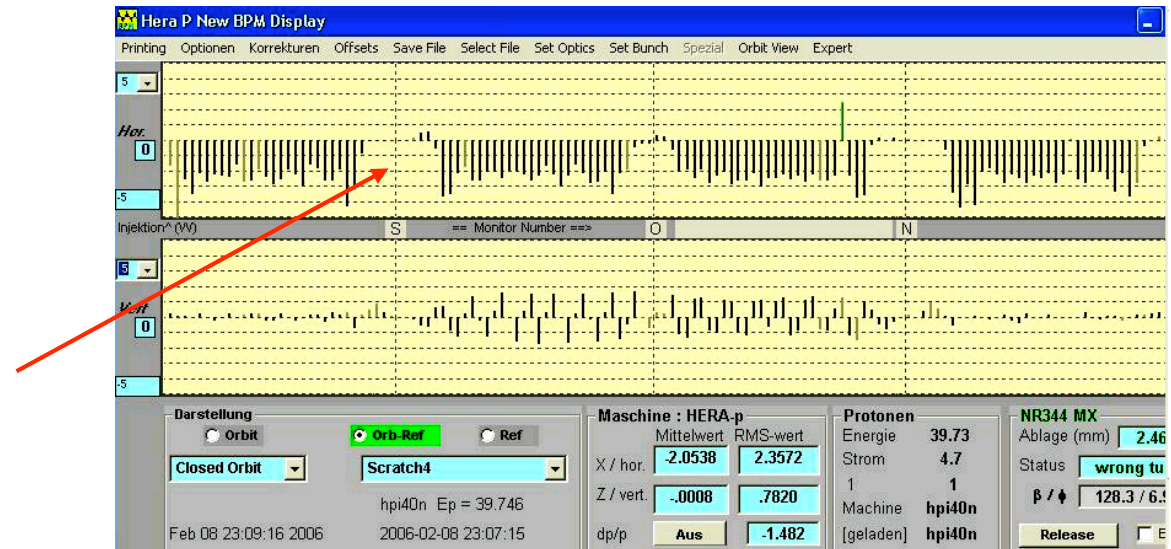 Hera P New BPM Display
Printing Optionen Korrekturen Offsets Save File Select File Set Optics Set Bunch Spezial Orbit View Expert
5
Hor.
0
-5
Injektion^ (W) S == Monitor Number ==> O N
5
Vert
0
-5
Darstellung
Orbit Orb-Ref Ref
Closed Orbit Scratch4
hpi40n Ep = 39.746
Feb 08 23:09:16 2006 2006-02-08 23:07:15
Maschine : HERA-p
Mittelwert RMS-wert
X / hor. -2.0538 2.3572
Z / vert. -.0008 .7820
dp/p Aus -1.482
Protonen
Energie 39.73
Strom 4.7
1 1
Machine hpi40n
[geladen] hpi40n
NR344 MX
Ablage (mm) 2.46
Status wrong tu
β / ϕ 128.3 / 6.9
Release E